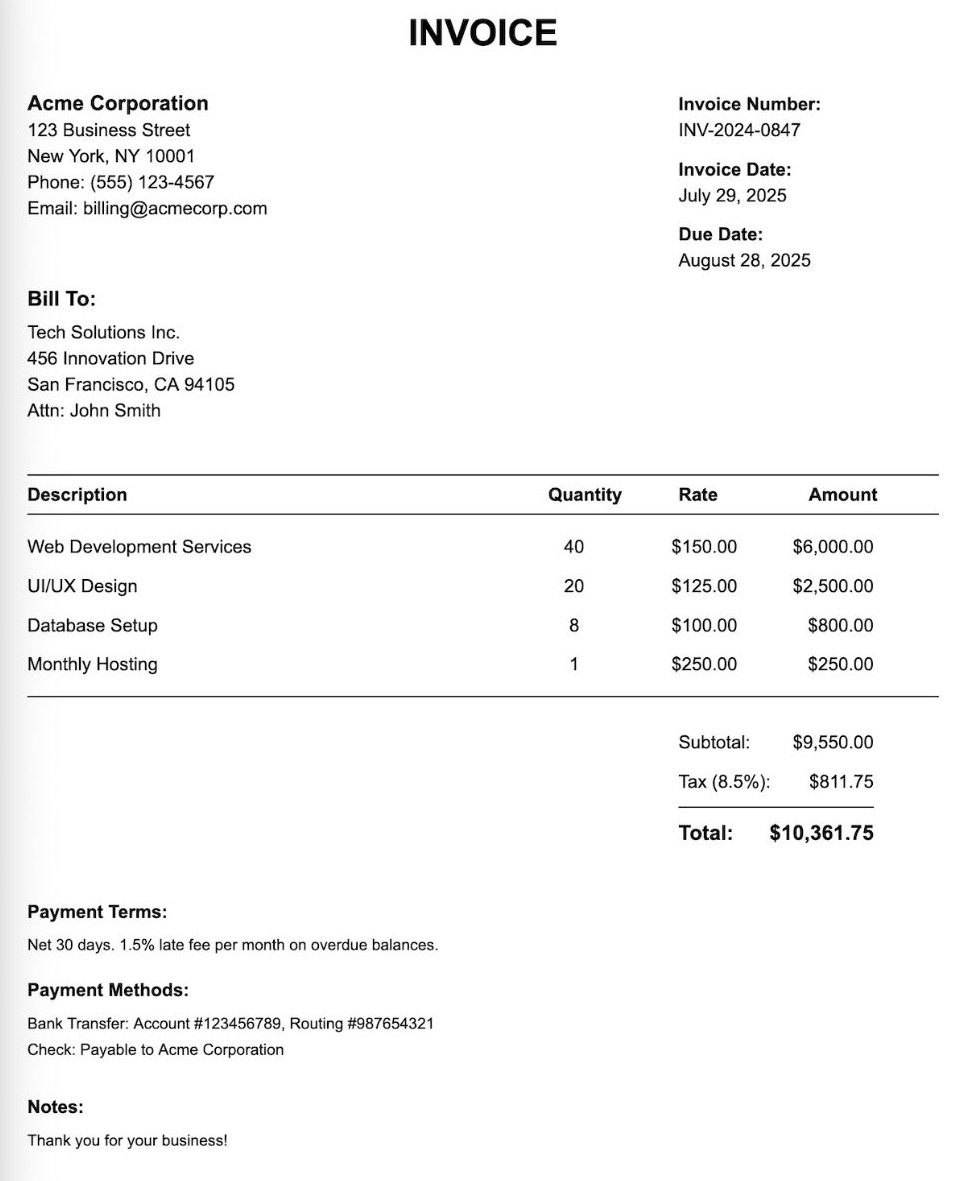 INVOICE
Acme Corporation
123 Business Street
New York, NY 10001
Phone: (555) 123-4567
Email: billing@acmecorp.com
Invoice Number:
INV-2024-0847
Invoice Date:
July 29, 2025
Due Date:
August 28, 2025
Bill To:
Tech Solutions Inc.
456 Innovation Drive
San Francisco, CA 94105
Attn: John Smith
Description Quantity Rate Amount
Web Development Services 40 $150.00 $6,000.00
UI/UX Design 20 $125.00 $2,500.00
Database Setup 8 $100.00 $800.00
Monthly Hosting 1 $250.00 $250.00
Subtotal: $9,550.00
Tax (8.5%): $811.75
Total: $10,361.75
Payment Terms:
Net 30 days. 1.5% late fee per month on overdue balances.
Payment Methods:
Bank Transfer: Account #123456789, Routing #987654321
Check: Payable to Acme Corporation
Notes:
Thank you for your business!